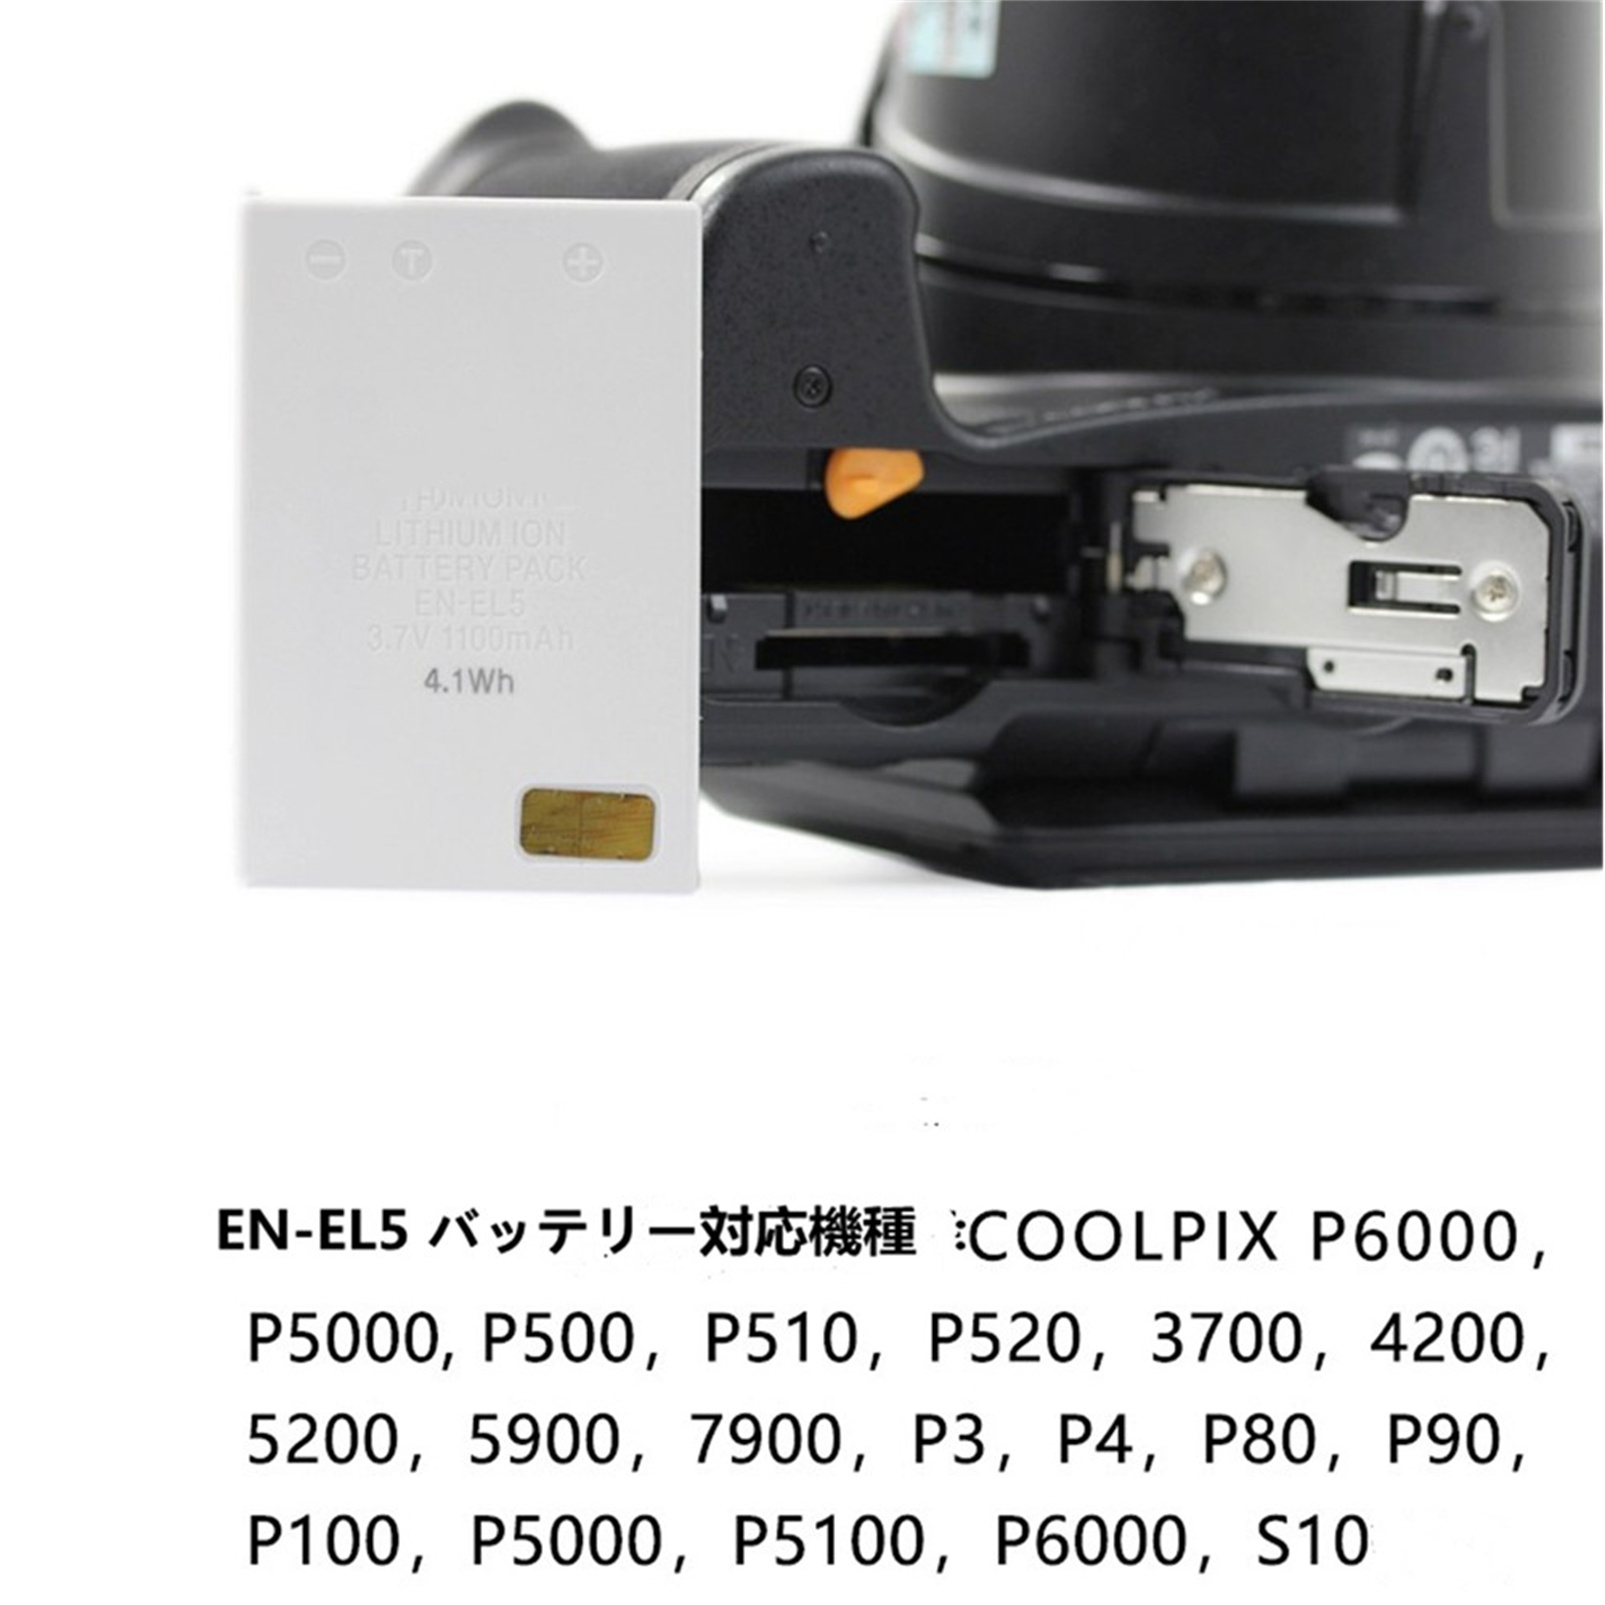 LITHIUM ION
BATTERY PACK
EN-EL5
3.7V 1100mAh
4.1Wh
EN-EL5 バッテリー対応機種 :COOLPIX P6000,
P5000, P500, P510, P520, 3700, 4200,
5200, 5900, 7900, P3, P4, P80, P90,
P100, P5000, P5100, P6000, S10